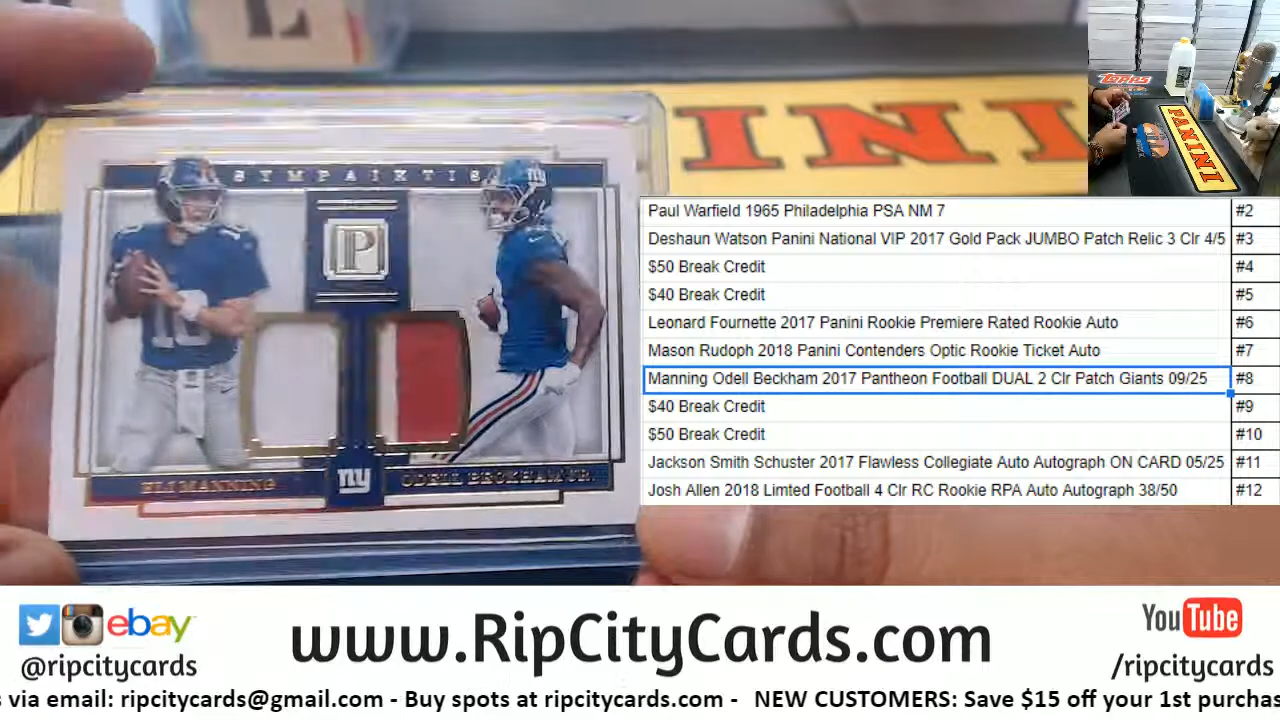 INI
SYMPAIKTIS
P
10
ny
ELI MANNING
ODELL BECKHAM JR.
Topps
PANINI
Paul Warfield 1965 Philadelphia PSA NM 7 #2
Deshaun Watson Panini National VIP 2017 Gold Pack JUMBO Patch Relic 3 Clr 4/5 #3
$50 Break Credit #4
$40 Break Credit #5
Leonard Fournette 2017 Panini Rookie Premiere Rated Rookie Auto #6
Mason Rudoph 2018 Panini Contenders Optic Rookie Ticket Auto #7
Manning Odell Beckham 2017 Pantheon Football DUAL 2 Clr Patch Giants 09/25 #8
$40 Break Credit #9
$50 Break Credit #10
Jackson Smith Schuster 2017 Flawless Collegiate Auto Autograph ON CARD 05/25 #11
Josh Allen 2018 Limted Football 4 Clr RC Rookie RPA Auto Autograph 38/50 #12
ebay
@ripcitycards
www.RipCityCards.com
YouTube
/ripcitycards
s via email: ripcitycards@gmail.com - Buy spots at ripcitycards.com - NEW CUSTOMERS: Save $15 off your 1st purchas